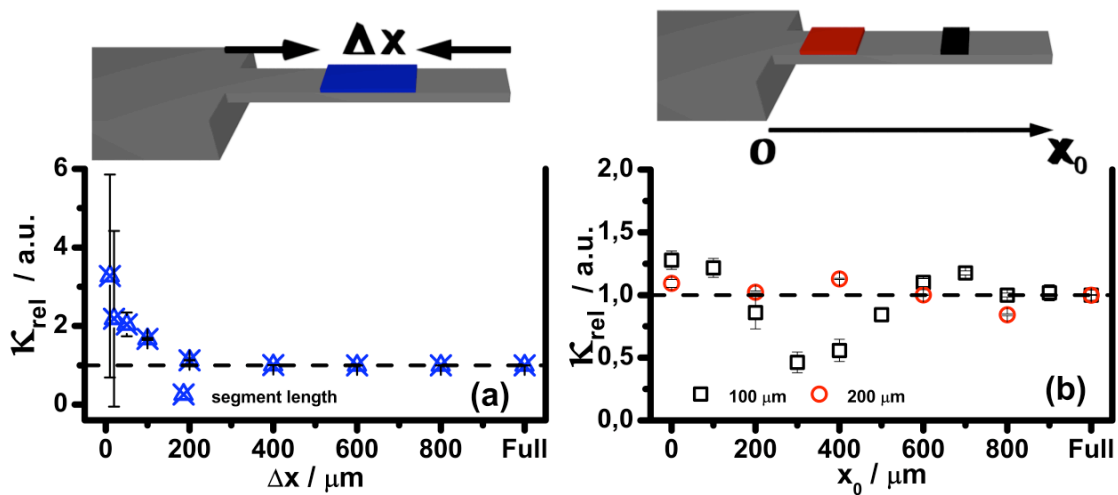 Δx
κrel / a.u.
6
4
2
0
segment length
(a)
0 200 400 600 800 Full
Δx / μm
O
x0
κrel / a.u.
2,0
1,5
1,0
0,5
0,0
100 μm 200 μm
(b)
0 200 400 600 800 Full
x0 / μm